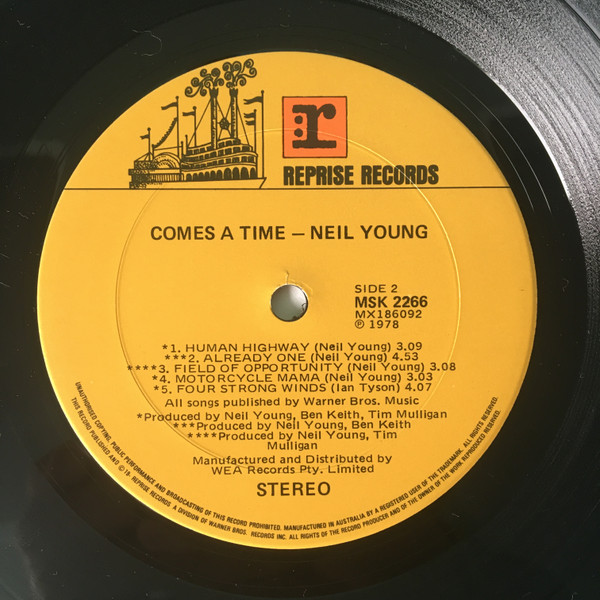 r
REPRISE RECORDS
COMES A TIME – NEIL YOUNG
SIDE 2
MSK 2266
MX186092
℗ 1978
*1. HUMAN HIGHWAY (Neil Young) 3.09
***2. ALREADY ONE (Neil Young) 4.53
****3. FIELD OF OPPORTUNITY (Neil Young) 3.08
*4. MOTORCYCLE MAMA (Neil Young) 3.03
*5. FOUR STRONG WINDS (Ian Tyson) 4.07
All songs published by Warner Bros. Music
*Produced by Neil Young, Ben Keith, Tim Mulligan
***Produced by Neil Young, Ben Keith
****Produced by Neil Young, Tim
Mulligan
Manufactured and Distributed by
WEA Records Pty. Limited
STEREO
UNAUTHORISED COPYING, PUBLIC PERFORMANCE AND BROADCASTING OF THIS RECORD PROHIBITED. MANUFACTURED IN AUSTRALIA BY A REGISTERED USER OF THE TRADEMARK. ALL RIGHTS RESERVED.
THIS RECORD PUBLISHED © 19- REPRISE RECORDS A DIVISION OF WARNER BROS. RECORDS INC. ALL RIGHTS OF THE RECORD PRODUCER AND OF THE OWNER OF THE WORK REPRODUCED RESERVED.